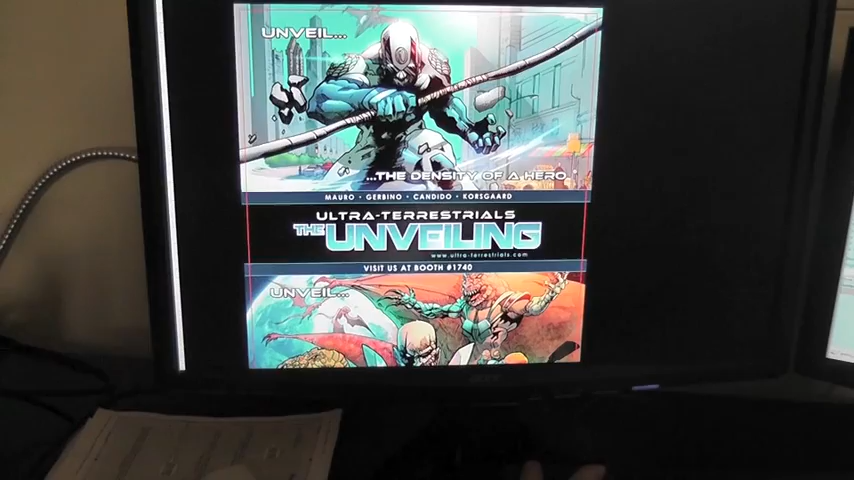 UNVEIL...
...THE DENSITY OF A HERO.
MAURO • GERBINO • CANDIDO • KORSGAARD
ULTRA-TERRESTRIALS
THE UNVEILING
www.ultra-terrestrials.com
VISIT US AT BOOTH #1740
UNVEIL...